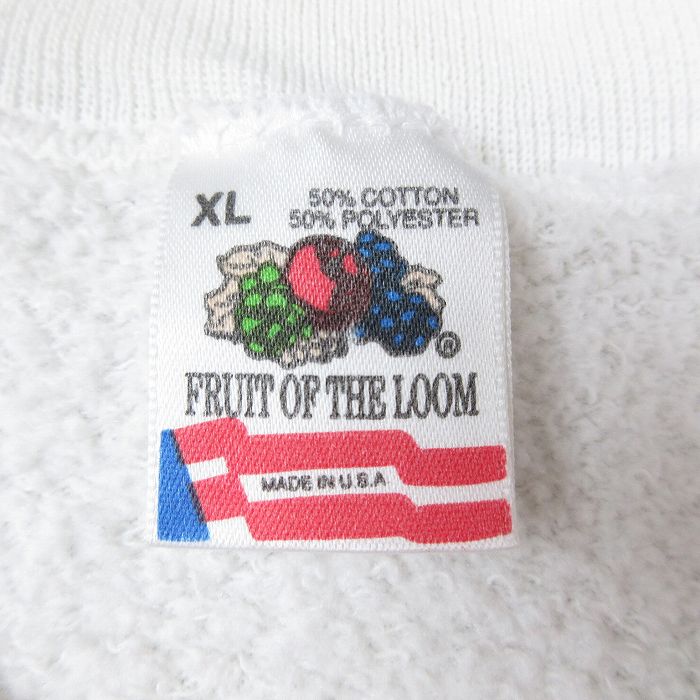 XL
50% COTTON
50% POLYESTER
®
FRUIT OF THE LOOM
MADE IN U.S.A